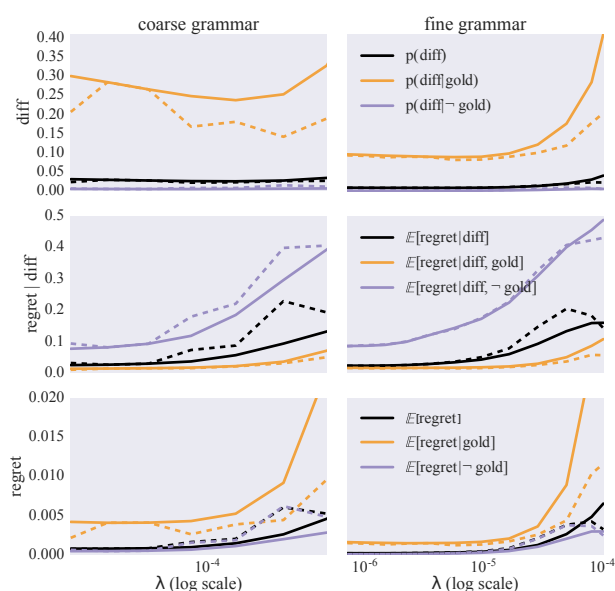 coarse grammar
fine grammar
0.40
0.35
0.30
0.25
0.20
0.15
0.10
0.05
0.00
diff
p(diff)
p(diff|gold)
p(diff|¬ gold)
0.5
0.4
0.3
0.2
0.1
0.0
regret | diff
𝔼[regret|diff]
𝔼[regret|diff, gold]
𝔼[regret|diff, ¬ gold]
0.020
0.015
0.010
0.005
0.000
regret
𝔼[regret]
𝔼[regret|gold]
𝔼[regret|¬ gold]
10⁻⁴
10⁻⁶
10⁻⁵
10⁻⁴
λ (log scale)
λ (log scale)